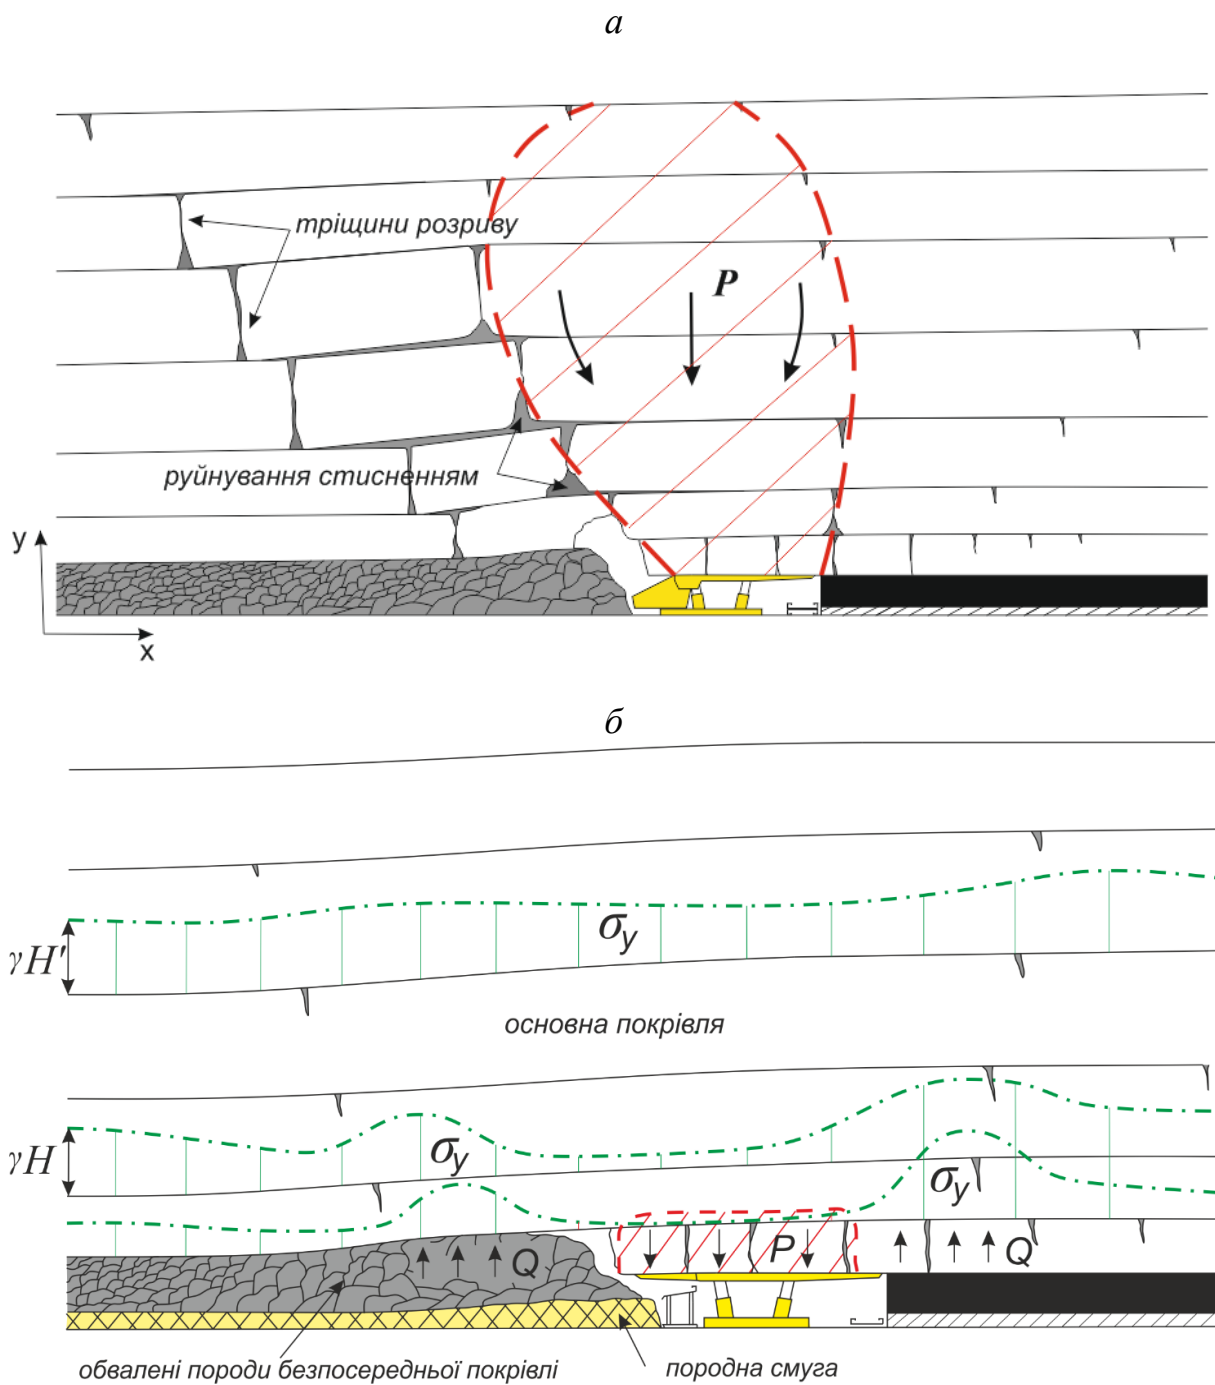 а
тріщини розриву
P
руйнування стисненням
y
x
б
γH'
σy
основна покрівля
γH
σy
σy
Q
P
Q
обвалені породи безпосередньої покрівлі
породна смуга